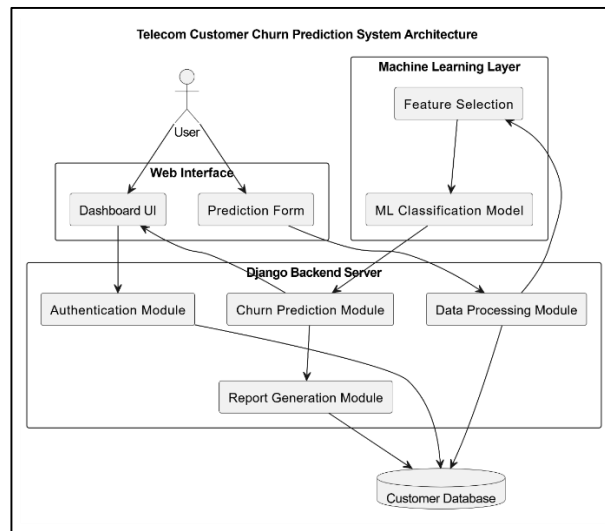 Telecom Customer Churn Prediction System Architecture
Machine Learning Layer
Feature Selection
User
Web Interface
Dashboard UI
Prediction Form
ML Classification Model
Django Backend Server
Authentication Module
Churn Prediction Module
Data Processing Module
Report Generation Module
Customer Database